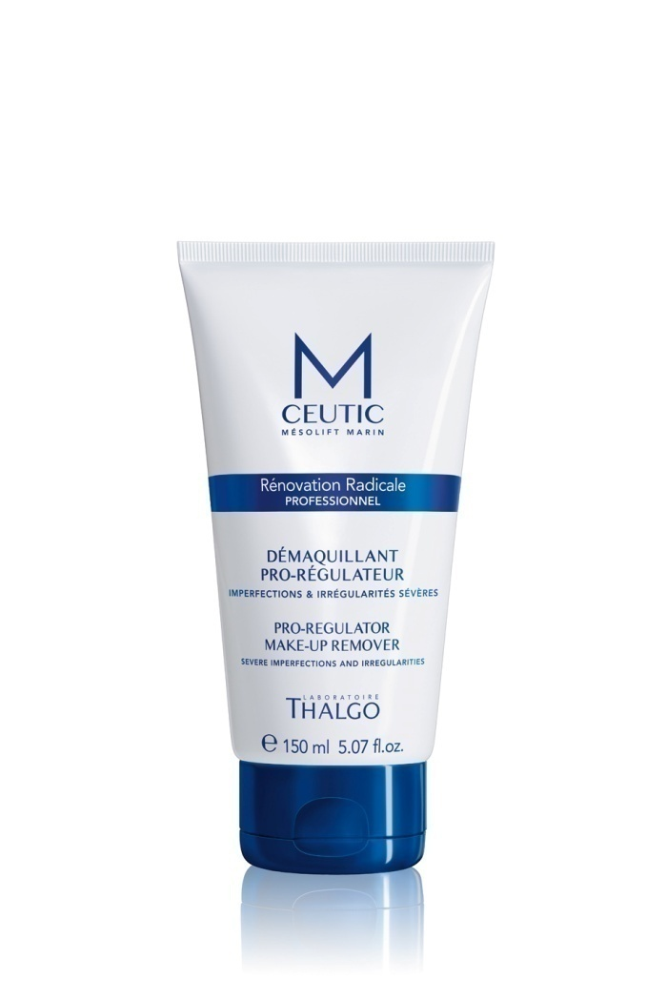 M
CEUTIC
MÉSOLIFT MARIN
Rénovation Radicale
PROFESSIONNEL
DÉMAQUILLANT
PRO-RÉGULATEUR
IMPERFECTIONS & IRRÉGULARITÉS SÉVÈRES
PRO-REGULATOR
MAKE-UP REMOVER
SEVERE IMPERFECTIONS AND IRREGULARITIES
LABORATOIRE
THALGO
℮ 150 ml 5.07 fl.oz.